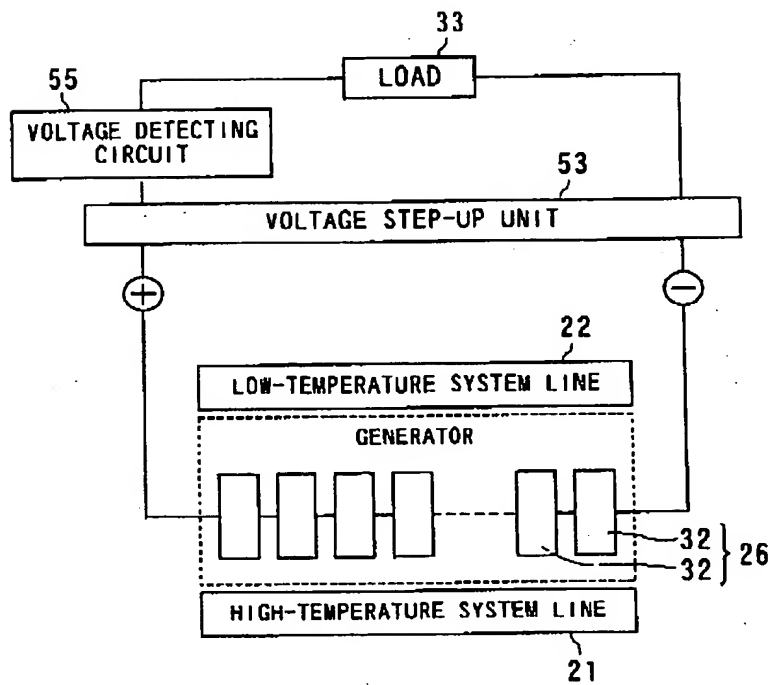 33
LOAD
55
VOLTAGE DETECTING
CIRCUIT
53
VOLTAGE STEP-UP UNIT
+
−
22
LOW-TEMPERATURE SYSTEM LINE
GENERATOR
32
32
26
HIGH-TEMPERATURE SYSTEM LINE
21